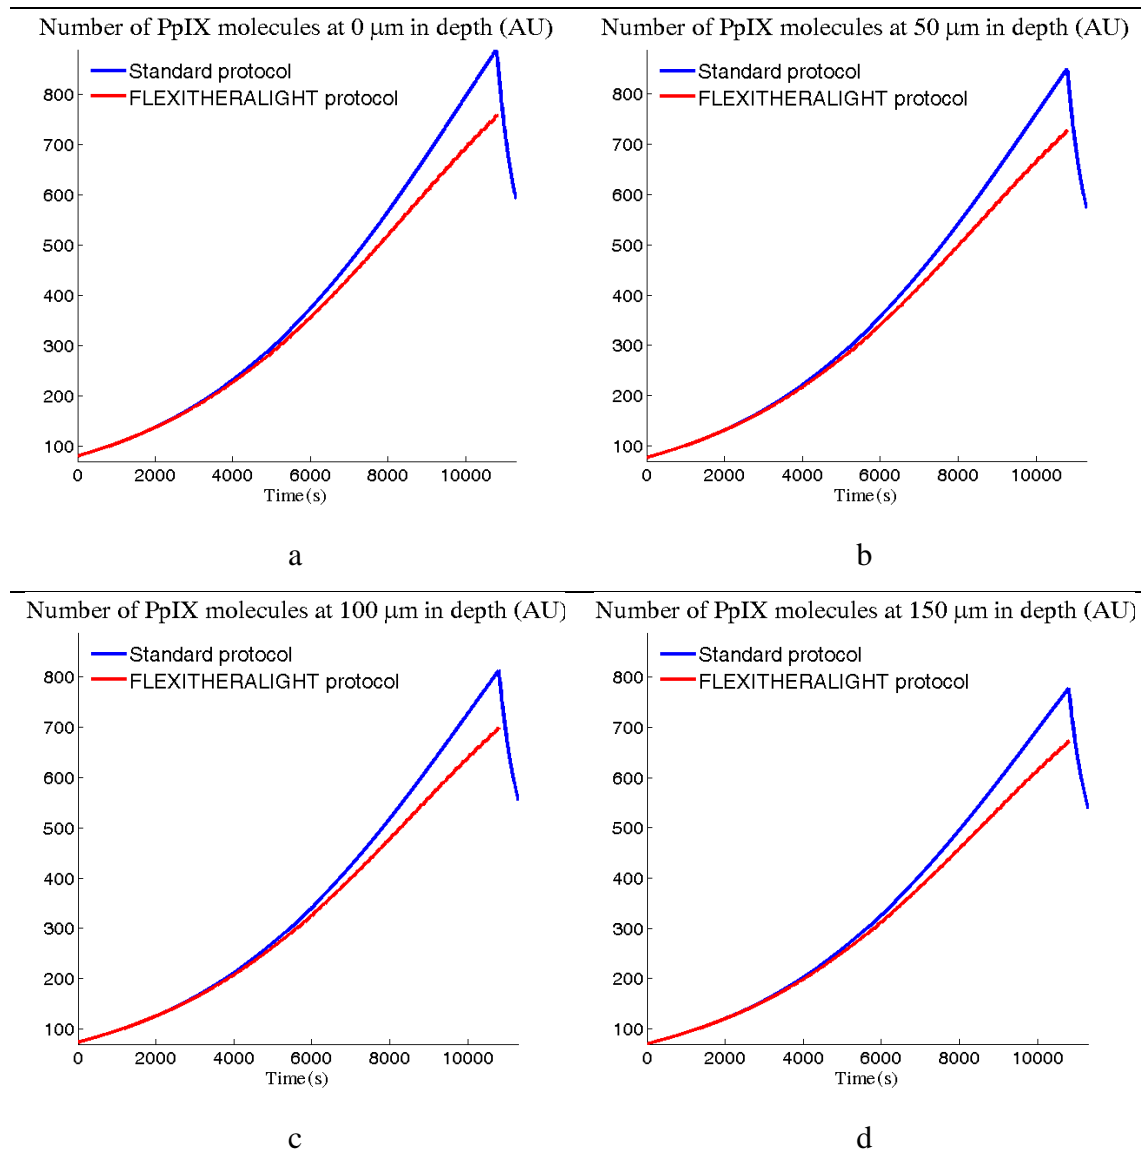 Number of PpIX molecules at 0 μm in depth (AU)
Standard protocol
FLEXITHERALIGHT protocol
800
700
600
500
400
300
200
100
0 2000 4000 6000 8000 10000
Time(s)
a
Number of PpIX molecules at 50 μm in depth (AU)
Standard protocol
FLEXITHERALIGHT protocol
800
700
600
500
400
300
200
100
0 2000 4000 6000 8000 10000
Time(s)
b
Number of PpIX molecules at 100 μm in depth (AU)
Standard protocol
FLEXITHERALIGHT protocol
800
700
600
500
400
300
200
100
0 2000 4000 6000 8000 10000
Time(s)
c
Number of PpIX molecules at 150 μm in depth (AU)
Standard protocol
FLEXITHERALIGHT protocol
800
700
600
500
400
300
200
100
0 2000 4000 6000 8000 10000
Time(s)
d